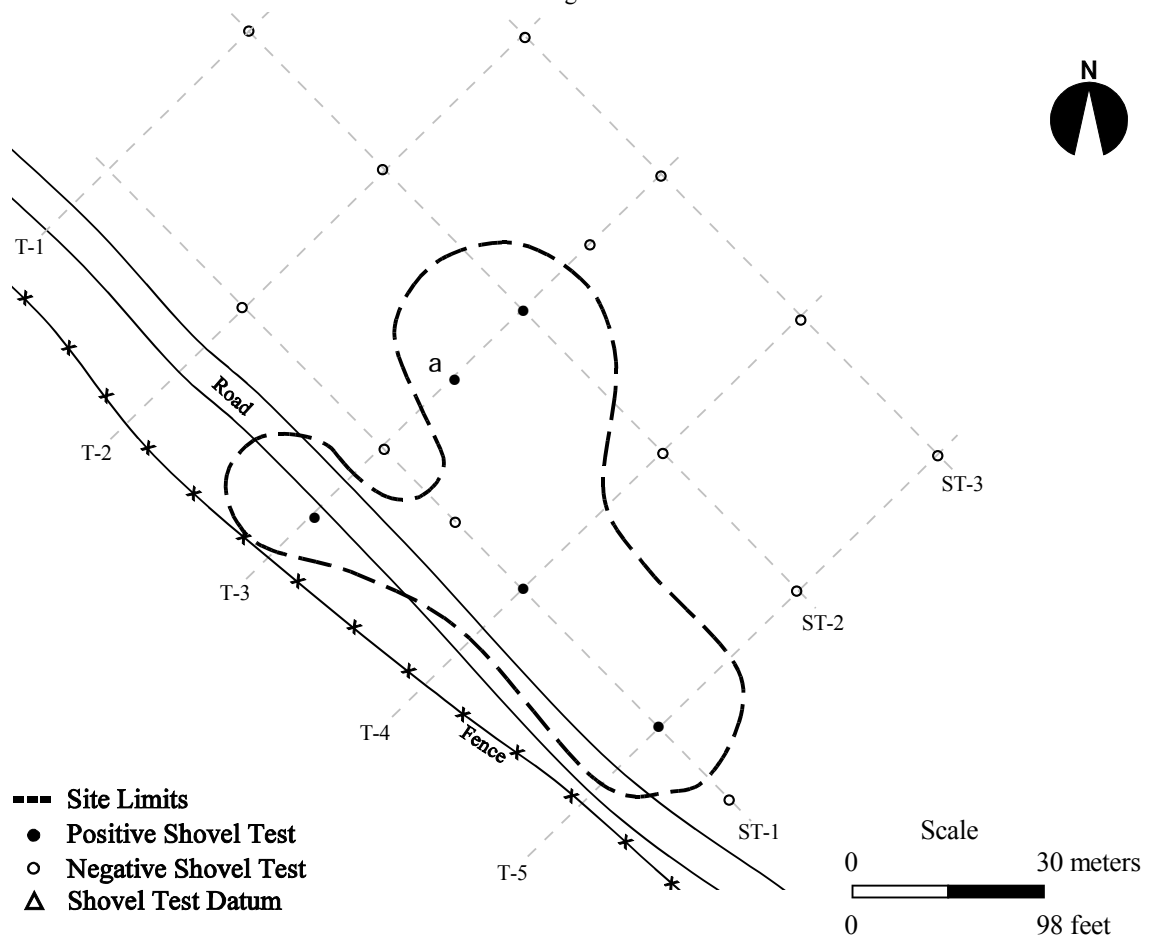 N
T-1
a
Road
T-2
ST-3
T-3
ST-2
T-4
Fence
ST-1
T-5
Site Limits
Positive Shovel Test
Negative Shovel Test
Shovel Test Datum
Scale
0 30 meters
0 98 feet